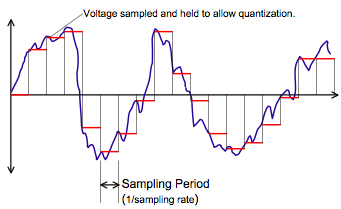 Voltage sampled and held to allow quantization.
Sampling Period
(1/sampling rate)